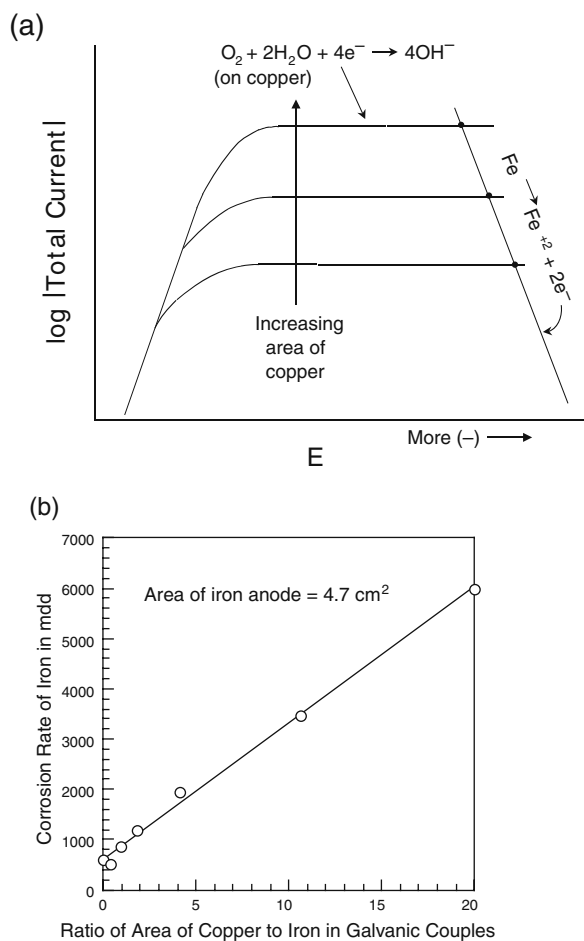 (a)
O₂ + 2H₂O + 4e⁻ → 4OH⁻
(on copper)
log |Total Current|
Fe → Fe⁺² + 2e⁻
Increasing
area of
copper
More (–) →
E
(b)
7000
6000
5000
4000
3000
2000
1000
0
Area of iron anode = 4.7 cm²
Corrosion Rate of Iron in mdd
0 5 10 15 20
Ratio of Area of Copper to Iron in Galvanic Couples